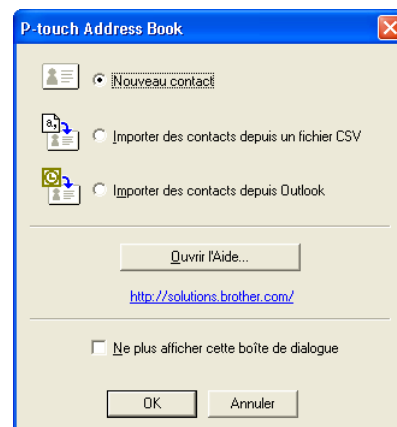 P-touch Address Book
Nouveau contact
a,
Importer des contacts depuis un fichier CSV
Importer des contacts depuis Outlook
Ouvrir l'Aide...
http://solutions.brother.com/
Ne plus afficher cette boîte de dialogue
OK Annuler